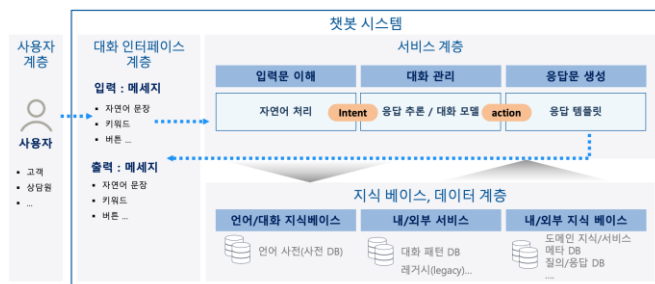 챗봇 시스템
사용자
계층
사용자
▪ 고객
▪ 상담원
▪ ...
대화 인터페이스
계층
입력 : 메세지
▪ 자연어 문장
▪ 키워드
▪ 버튼 ...
출력 : 메세지
▪ 자연어 문장
▪ 키워드
▪ 버튼 ...
서비스 계층
입력문 이해
대화 관리
응답문 생성
자연어 처리
Intent
응답 추론 / 대화 모델
action
응답 템플릿
지식 베이스, 데이터 계층
언어/대화 지식베이스
내/외부 서비스
내/외부 지식 베이스
언어 사전(사전 DB)
대화 패턴 DB
레거시(legacy)...
도메인 지식/서비스
메타 DB
질의/응답 DB
....